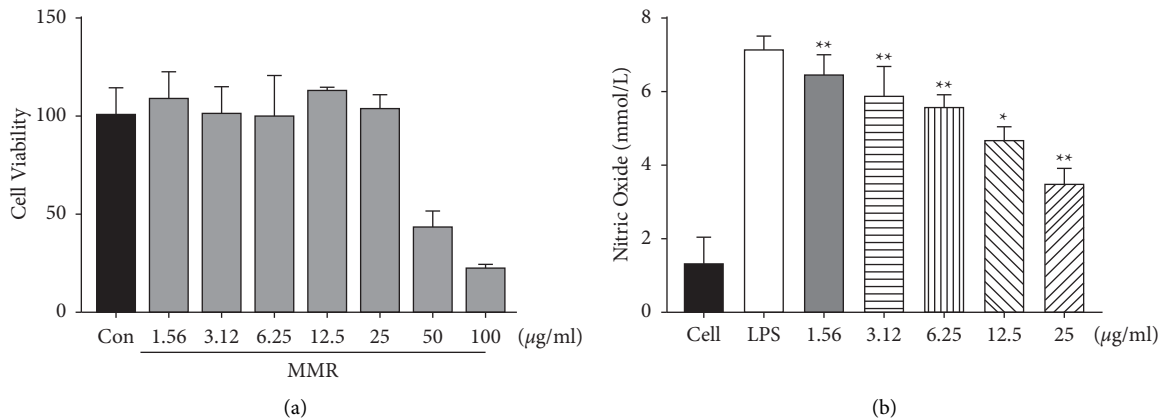 150
100
50
0
Cell Viability
Con 1.56 3.12 6.25 12.5 25 50 100 (μg/ml)
MMR
(a)
8
6
4
2
0
Nitric Oxide (mmol/L)
** ** ** * **
Cell LPS 1.56 3.12 6.25 12.5 25 (μg/ml)
(b)